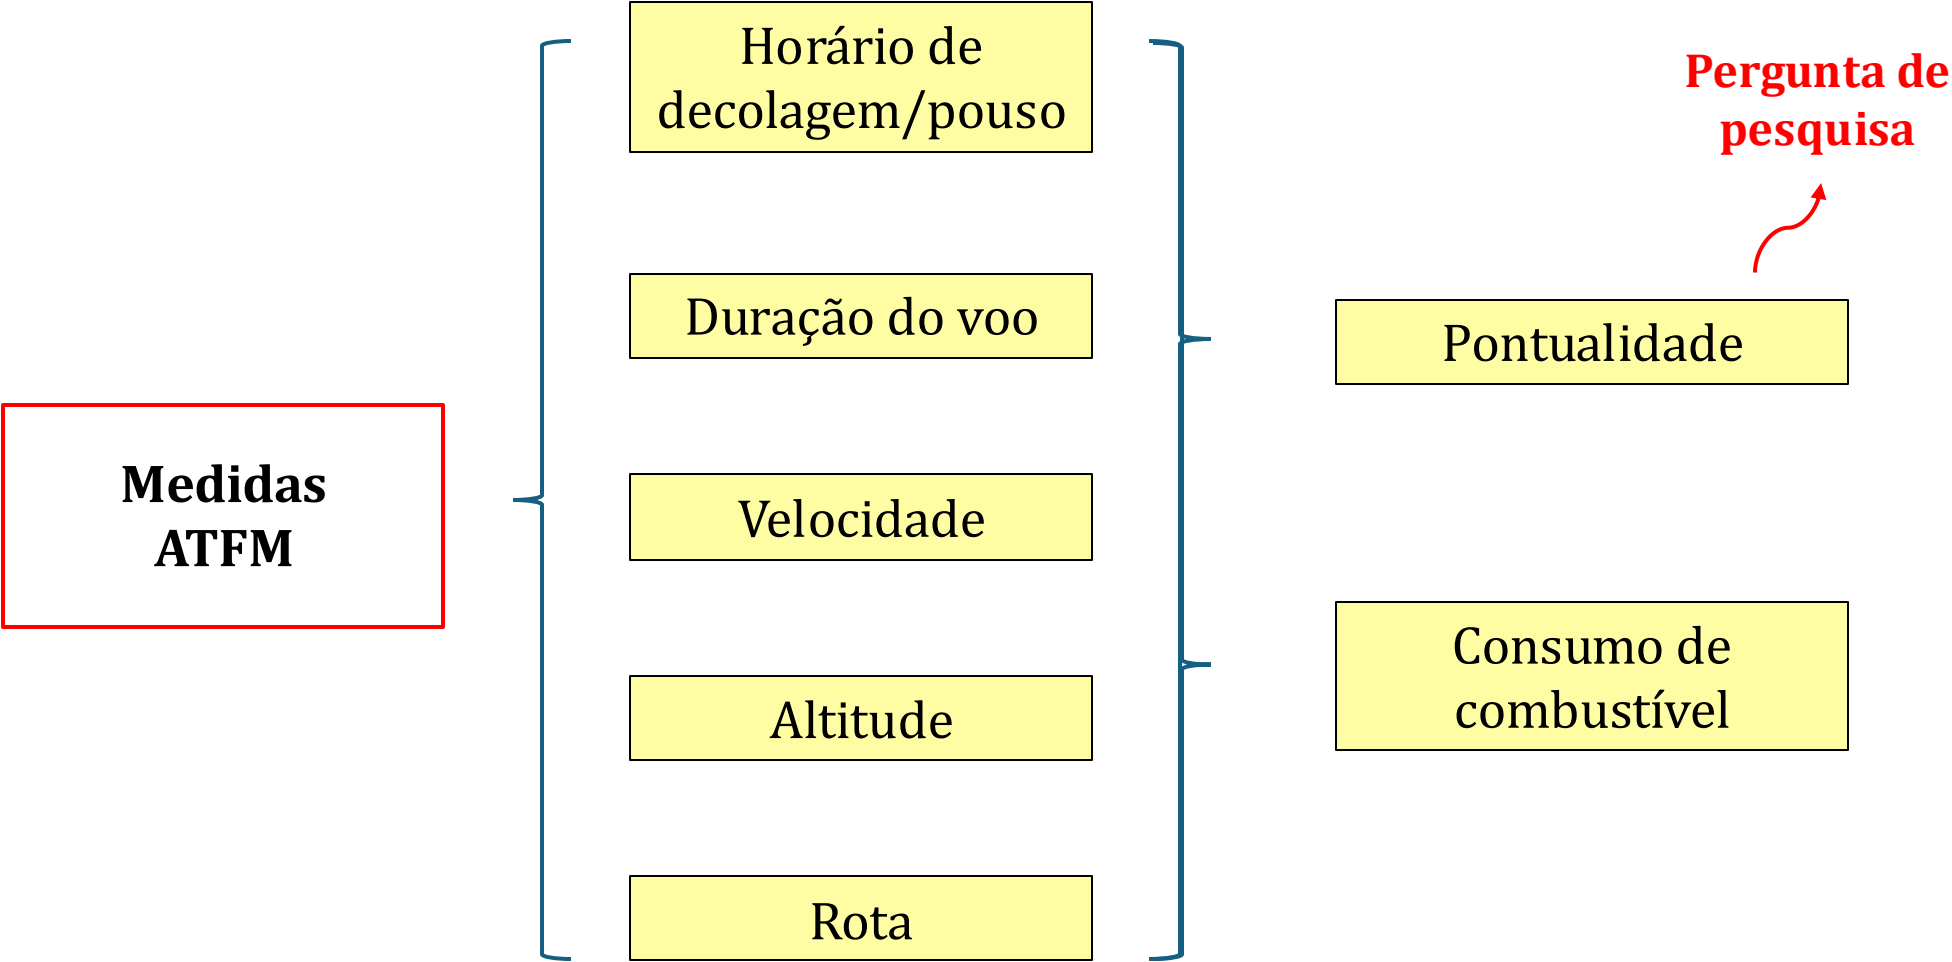 Medidas
ATFM
Horário de
decolagem/pouso
Duração do voo
Velocidade
Altitude
Rota
Pergunta de
pesquisa
Pontualidade
Consumo de
combustível